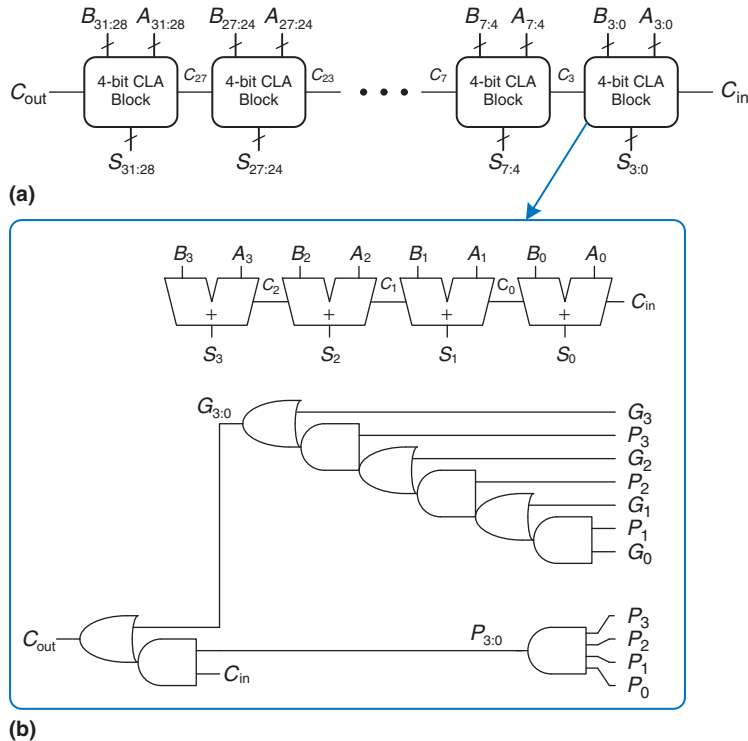 B31:28 A31:28 B27:24 A27:24 B7:4 A7:4 B3:0 A3:0
Cout 4-bit CLA Block C27 4-bit CLA Block C23 • • • C7 4-bit CLA Block C3 4-bit CLA Block Cin
S31:28 S27:24 S7:4 S3:0
(a)
B3 A3 B2 A2 B1 A1 B0 A0
C2 C1 C0
+ + + + Cin
S3 S2 S1 S0
G3:0 G3
P3
G2
P2
G1
P1
G0
P3
Cout P3:0 P2
P1
Cin P0
(b)